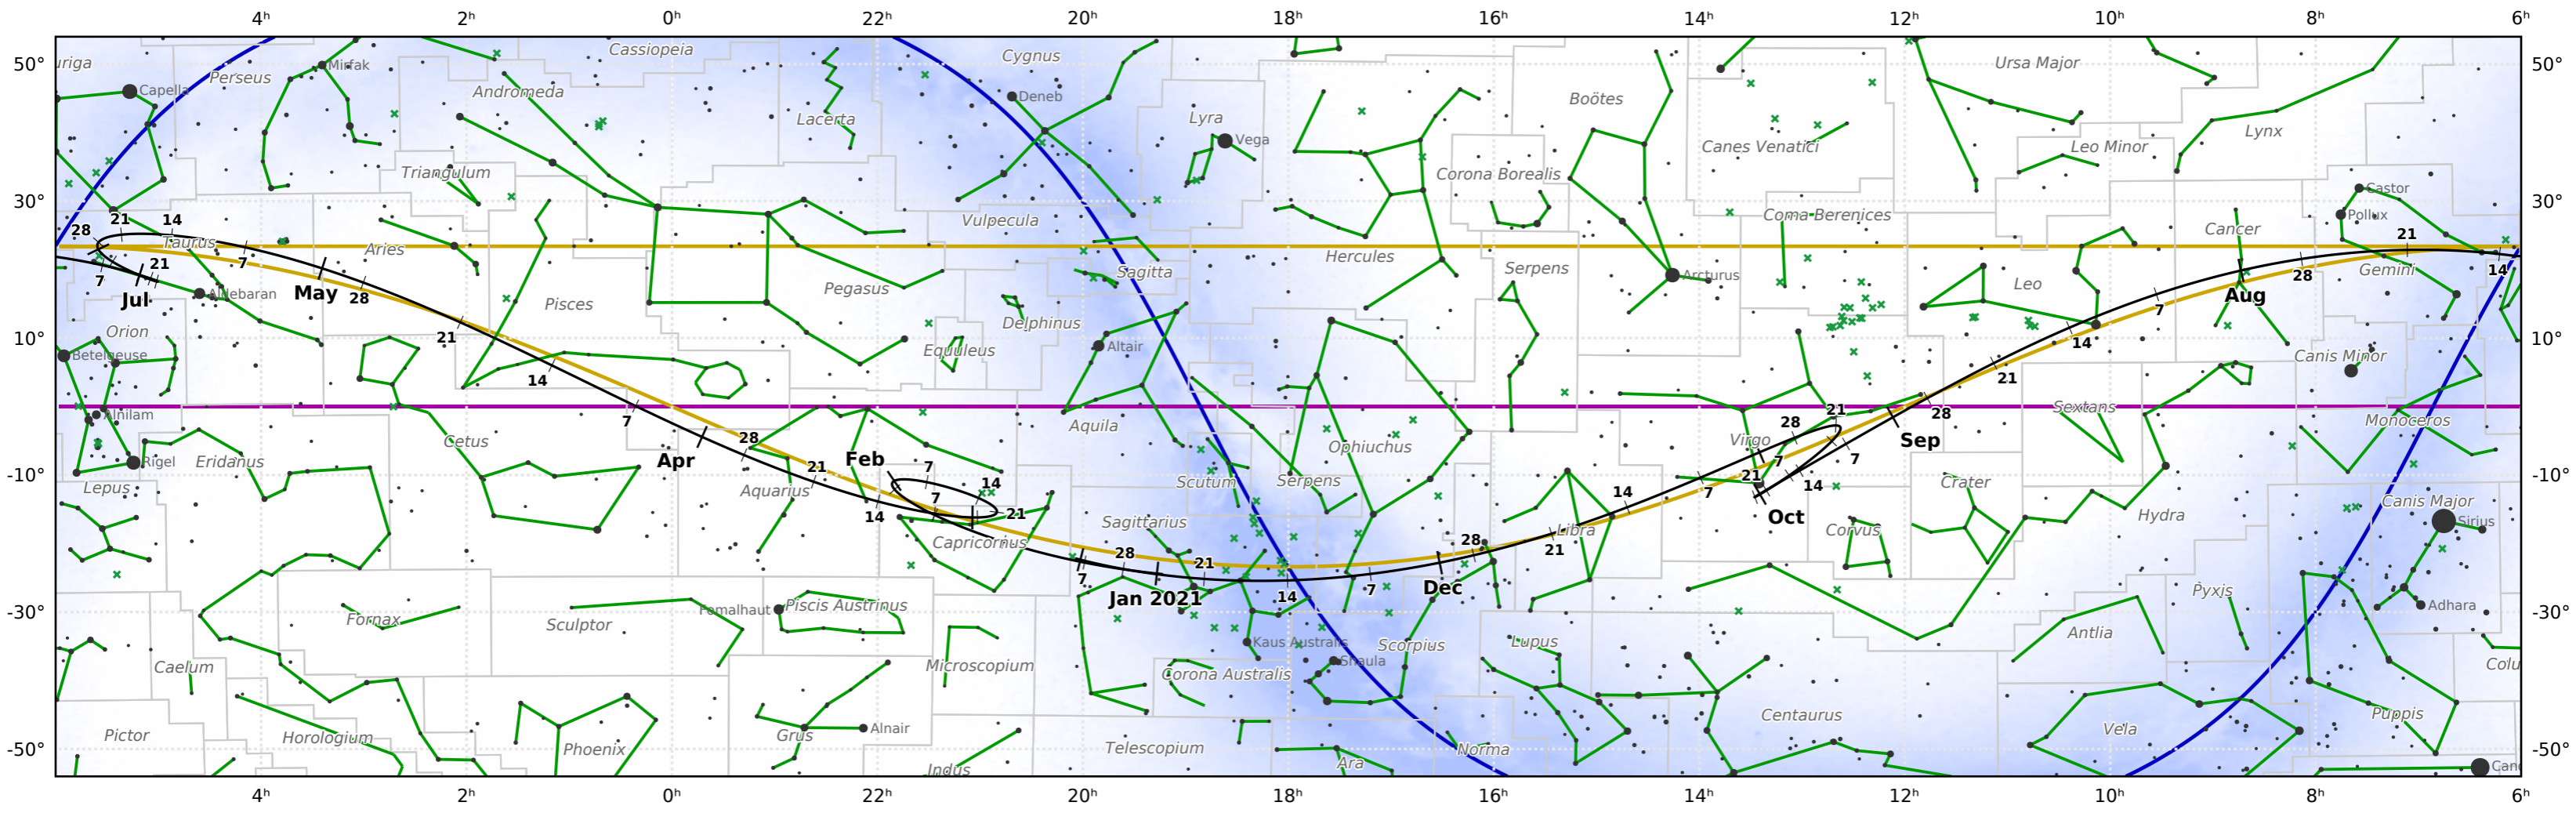 4ʰ 2ʰ 0ʰ 22ʰ 20ʰ 18ʰ 16ʰ 14ʰ 12ʰ 10ʰ 8ʰ 6ʰ
50° 50°
30° 30°
10° 10°
-10° -10°
-30° -30°
-50° -50°
4ʰ 2ʰ 0ʰ 22ʰ 20ʰ 18ʰ 16ʰ 14ʰ 12ʰ 10ʰ 8ʰ 6ʰ
uriga
Perseus
Mirfak
Capella
Cassiopeia
Andromeda
Lacerta
Cygnus
Deneb
Lyra
Vega
Boötes
Canes Venatici
Ursa Major
Leo Minor
Lynx
Triangulum
Corona Borealis
Castor
Pollux
Vulpecula
Coma Berenices
Cancer
Taurus
Aries
Hercules
Sagitta
Serpens
Arcturus
Leo
Gemini
Pegasus
Pisces
Aldebaran
Orion
Betelgeuse
Delphinus
Equuleus
Altair
Canis Minor
Alnilam
Rigel
Eridanus
Cetus
Aquarius
Aquila
Ophiuchus
Serpens
Scutum
Virgo
Sextans
Monoceros
Lepus
Crater
Corvus
Hydra
Canis Major
Sirius
Adhara
Capricornus
Sagittarius
Libra
Fomalhaut
Piscis Austrinus
Fornax
Sculptor
Kaus Australis
Shaula
Scorpius
Lupus
Antlia
Pyxis
Colu
Caelum
Microscopium
Corona Australis
Pictor
Horologium
Phoenix
Grus
Alnair
Indus
Telescopium
Ara
Norma
Centaurus
Vela
Puppis
Can
Jan 2021
7
14
21
28
Feb
7
14
21
28
Apr
7
14
21
28
May
7
14
21
28
Jul
7
14
21
28
Aug
7
14
21
28
Sep
7
14
21
Oct
7
14
21
28
Dec
7
14
21
28
7
14
21
21